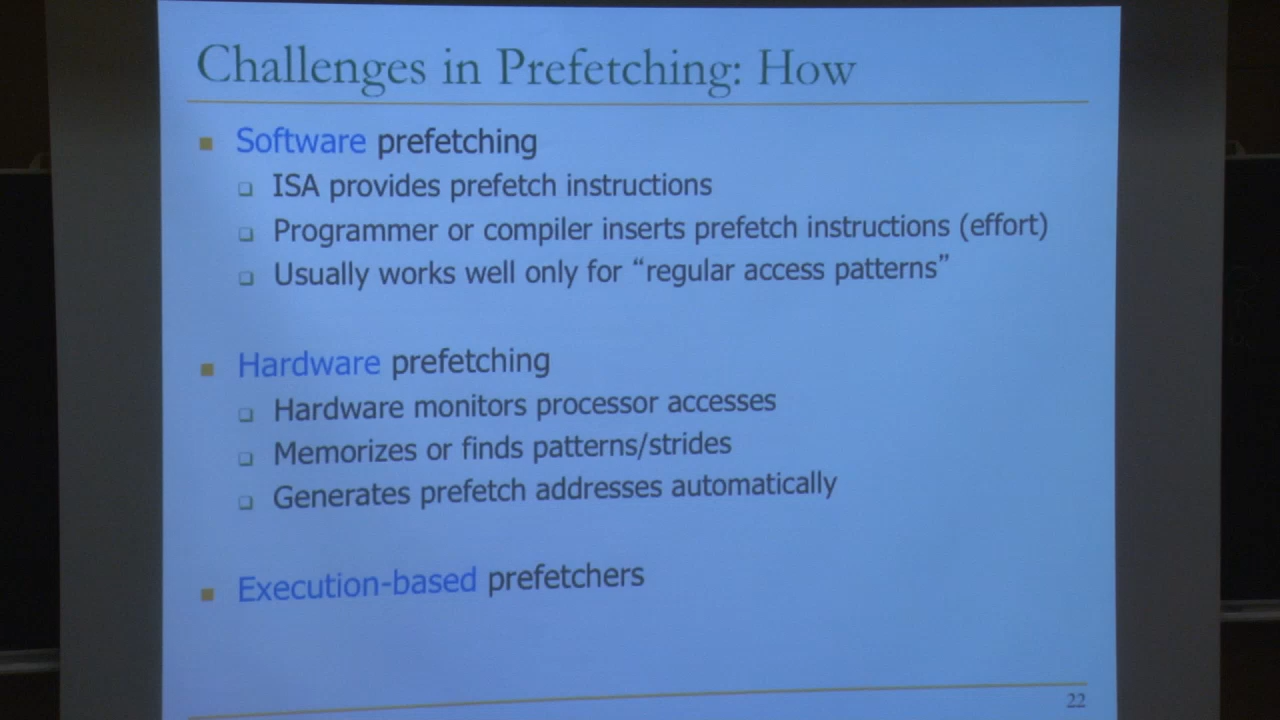 Challenges in Prefetching: How
Software prefetching
ISA provides prefetch instructions
Programmer or compiler inserts prefetch instructions (effort)
Usually works well only for “regular access patterns”
Hardware prefetching
Hardware monitors processor accesses
Memorizes or finds patterns/strides
Generates prefetch addresses automatically
Execution-based prefetchers
22